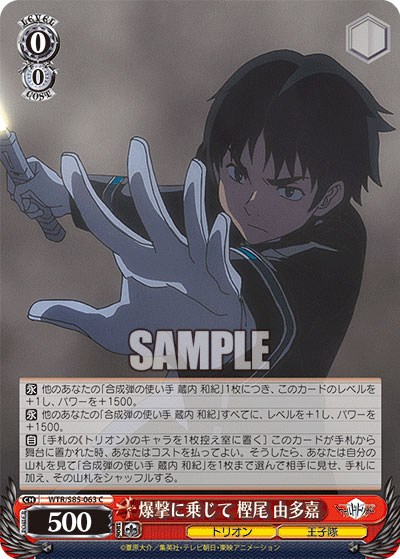 LEVEL
0
0
COST
SAMPLE
永 他のあなたの「合成弾の使い手 蔵内 和紀」1枚につき、このカードのレベルを
+1し、パワーを+1500。
永 他のあなたの「合成弾の使い手 蔵内 和紀」すべてに、レベルを+1し、パワーを
+1500。
自 [手札の《トリオン》のキャラを1枚控え室に置く] このカードが手札から
舞台に置かれた時、あなたはコストを払ってよい。そうしたら、あなたは自分の
山札を見て「合成弾の使い手 蔵内 和紀」を1枚まで選んで相手に見せ、手札に
加え、その山札をシャッフルする。
CH WTR/S85-063 C
500
爆撃に乗じて 樫尾 由多嘉
トリオン
王子隊
©葦原大介／集英社・テレビ朝日・東映アニメーション